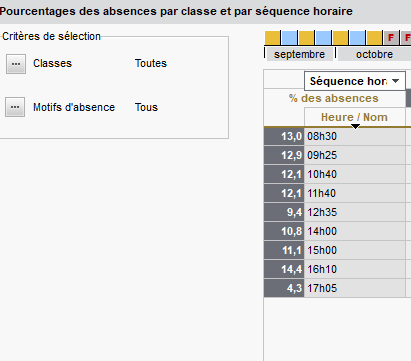 Pourcentages des absences par classe et par séquence horaire
Critères de sélection
... Classes Toutes
... Motifs d'absence Tous
F F
septembre octobre
Séquence hor
% des absences
Heure / Nom
13,0 08h30
12,9 09h25
12,1 10h40
12,1 11h40
9,4 12h35
10,8 14h00
11,1 15h00
14,4 16h10
4,3 17h05